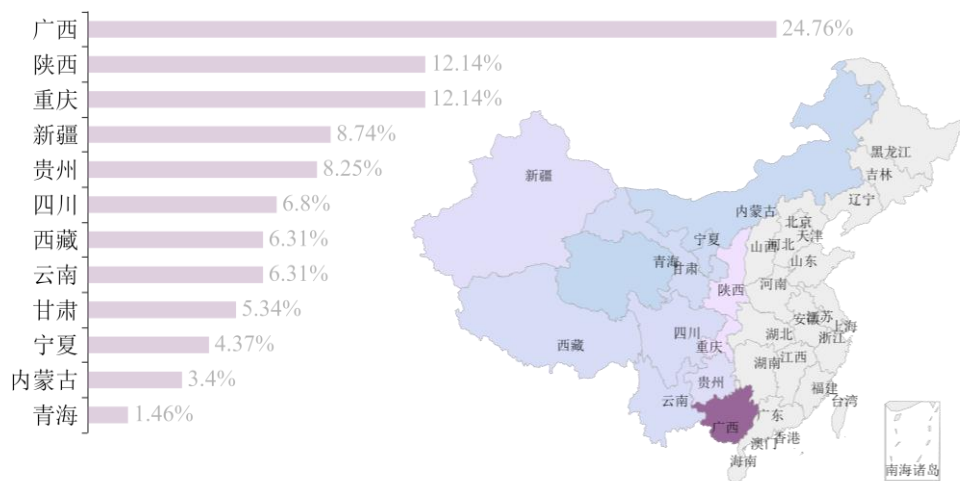 广西 24.76%
陕西 12.14%
重庆 12.14%
新疆 8.74%
贵州 8.25%
四川 6.8%
西藏 6.31%
云南 6.31%
甘肃 5.34%
宁夏 4.37%
内蒙古 3.4%
青海 1.46%
黑龙江
吉林
新疆
辽宁
内蒙古
北京
天津
宁夏
山西
河北
青海
甘肃
山东
陕西
河南
安徽
江苏
上海
四川
湖北
浙江
重庆
西藏
湖南
江西
贵州
福建
云南
台湾
广东
广西
香港
澳门
海南
南海诸岛